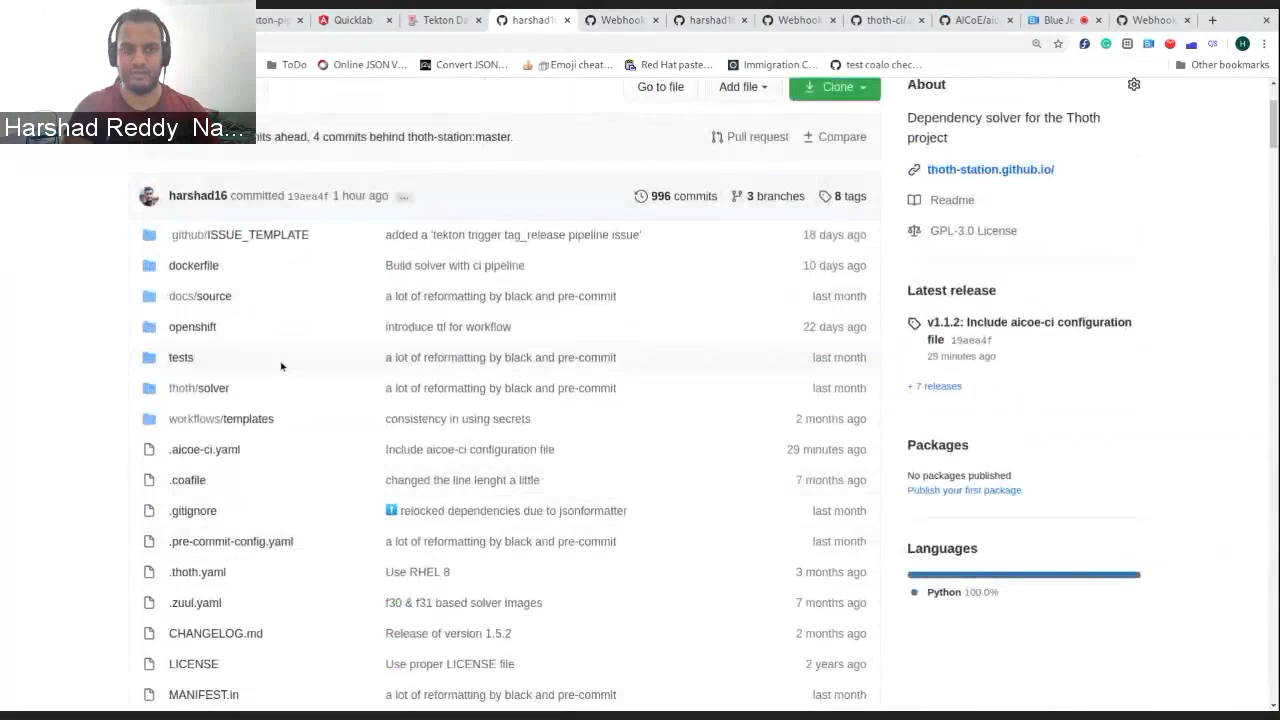 kton-pip
Quicklab
Tekton Da
harshad16
Webhook
harshad1
Webhook
thoth-ci/
AICoE/aic
Blue Je
Webhook
ToDo
Online JSON V...
Convert JSON...
Emoji cheat...
Red Hat paste...
Immigration C...
test coalo chec...
Other bookmarks
Harshad Reddy Na...
Go to file
Add file
Clone
mits ahead, 4 commits behind thoth-station:master.
Pull request
Compare
harshad16 committed 19aea4f 1 hour ago ...
996 commits
3 branches
8 tags
.github/ISSUE_TEMPLATE added a 'tekton trigger tag_release pipeline issue' 18 days ago
dockerfile Build solver with ci pipeline 10 days ago
docs/source a lot of reformatting by black and pre-commit last month
openshift introduce ttl for workflow 22 days ago
tests a lot of reformatting by black and pre-commit last month
thoth/solver a lot of reformatting by black and pre-commit last month
workflows/templates consistency in using secrets 2 months ago
.aicoe-ci.yaml Include aicoe-ci configuration file 29 minutes ago
.coafile changed the line lenght a little 7 months ago
.gitignore relocked dependencies due to jsonformatter last month
.pre-commit-config.yaml a lot of reformatting by black and pre-commit last month
.thoth.yaml Use RHEL 8 3 months ago
.zuul.yaml f30 & f31 based solver images 7 months ago
CHANGELOG.md Release of version 1.5.2 2 months ago
LICENSE Use proper LICENSE file 2 years ago
MANIFEST.in a lot of reformatting by black and pre-commit last month
About
Dependency solver for the Thoth
project
thoth-station.github.io/
Readme
GPL-3.0 License
Latest release
v1.1.2: Include aicoe-ci configuration
file 19aea4f
29 minutes ago
+ 7 releases
Packages
No packages published
Publish your first package
Languages
Python 100.0%